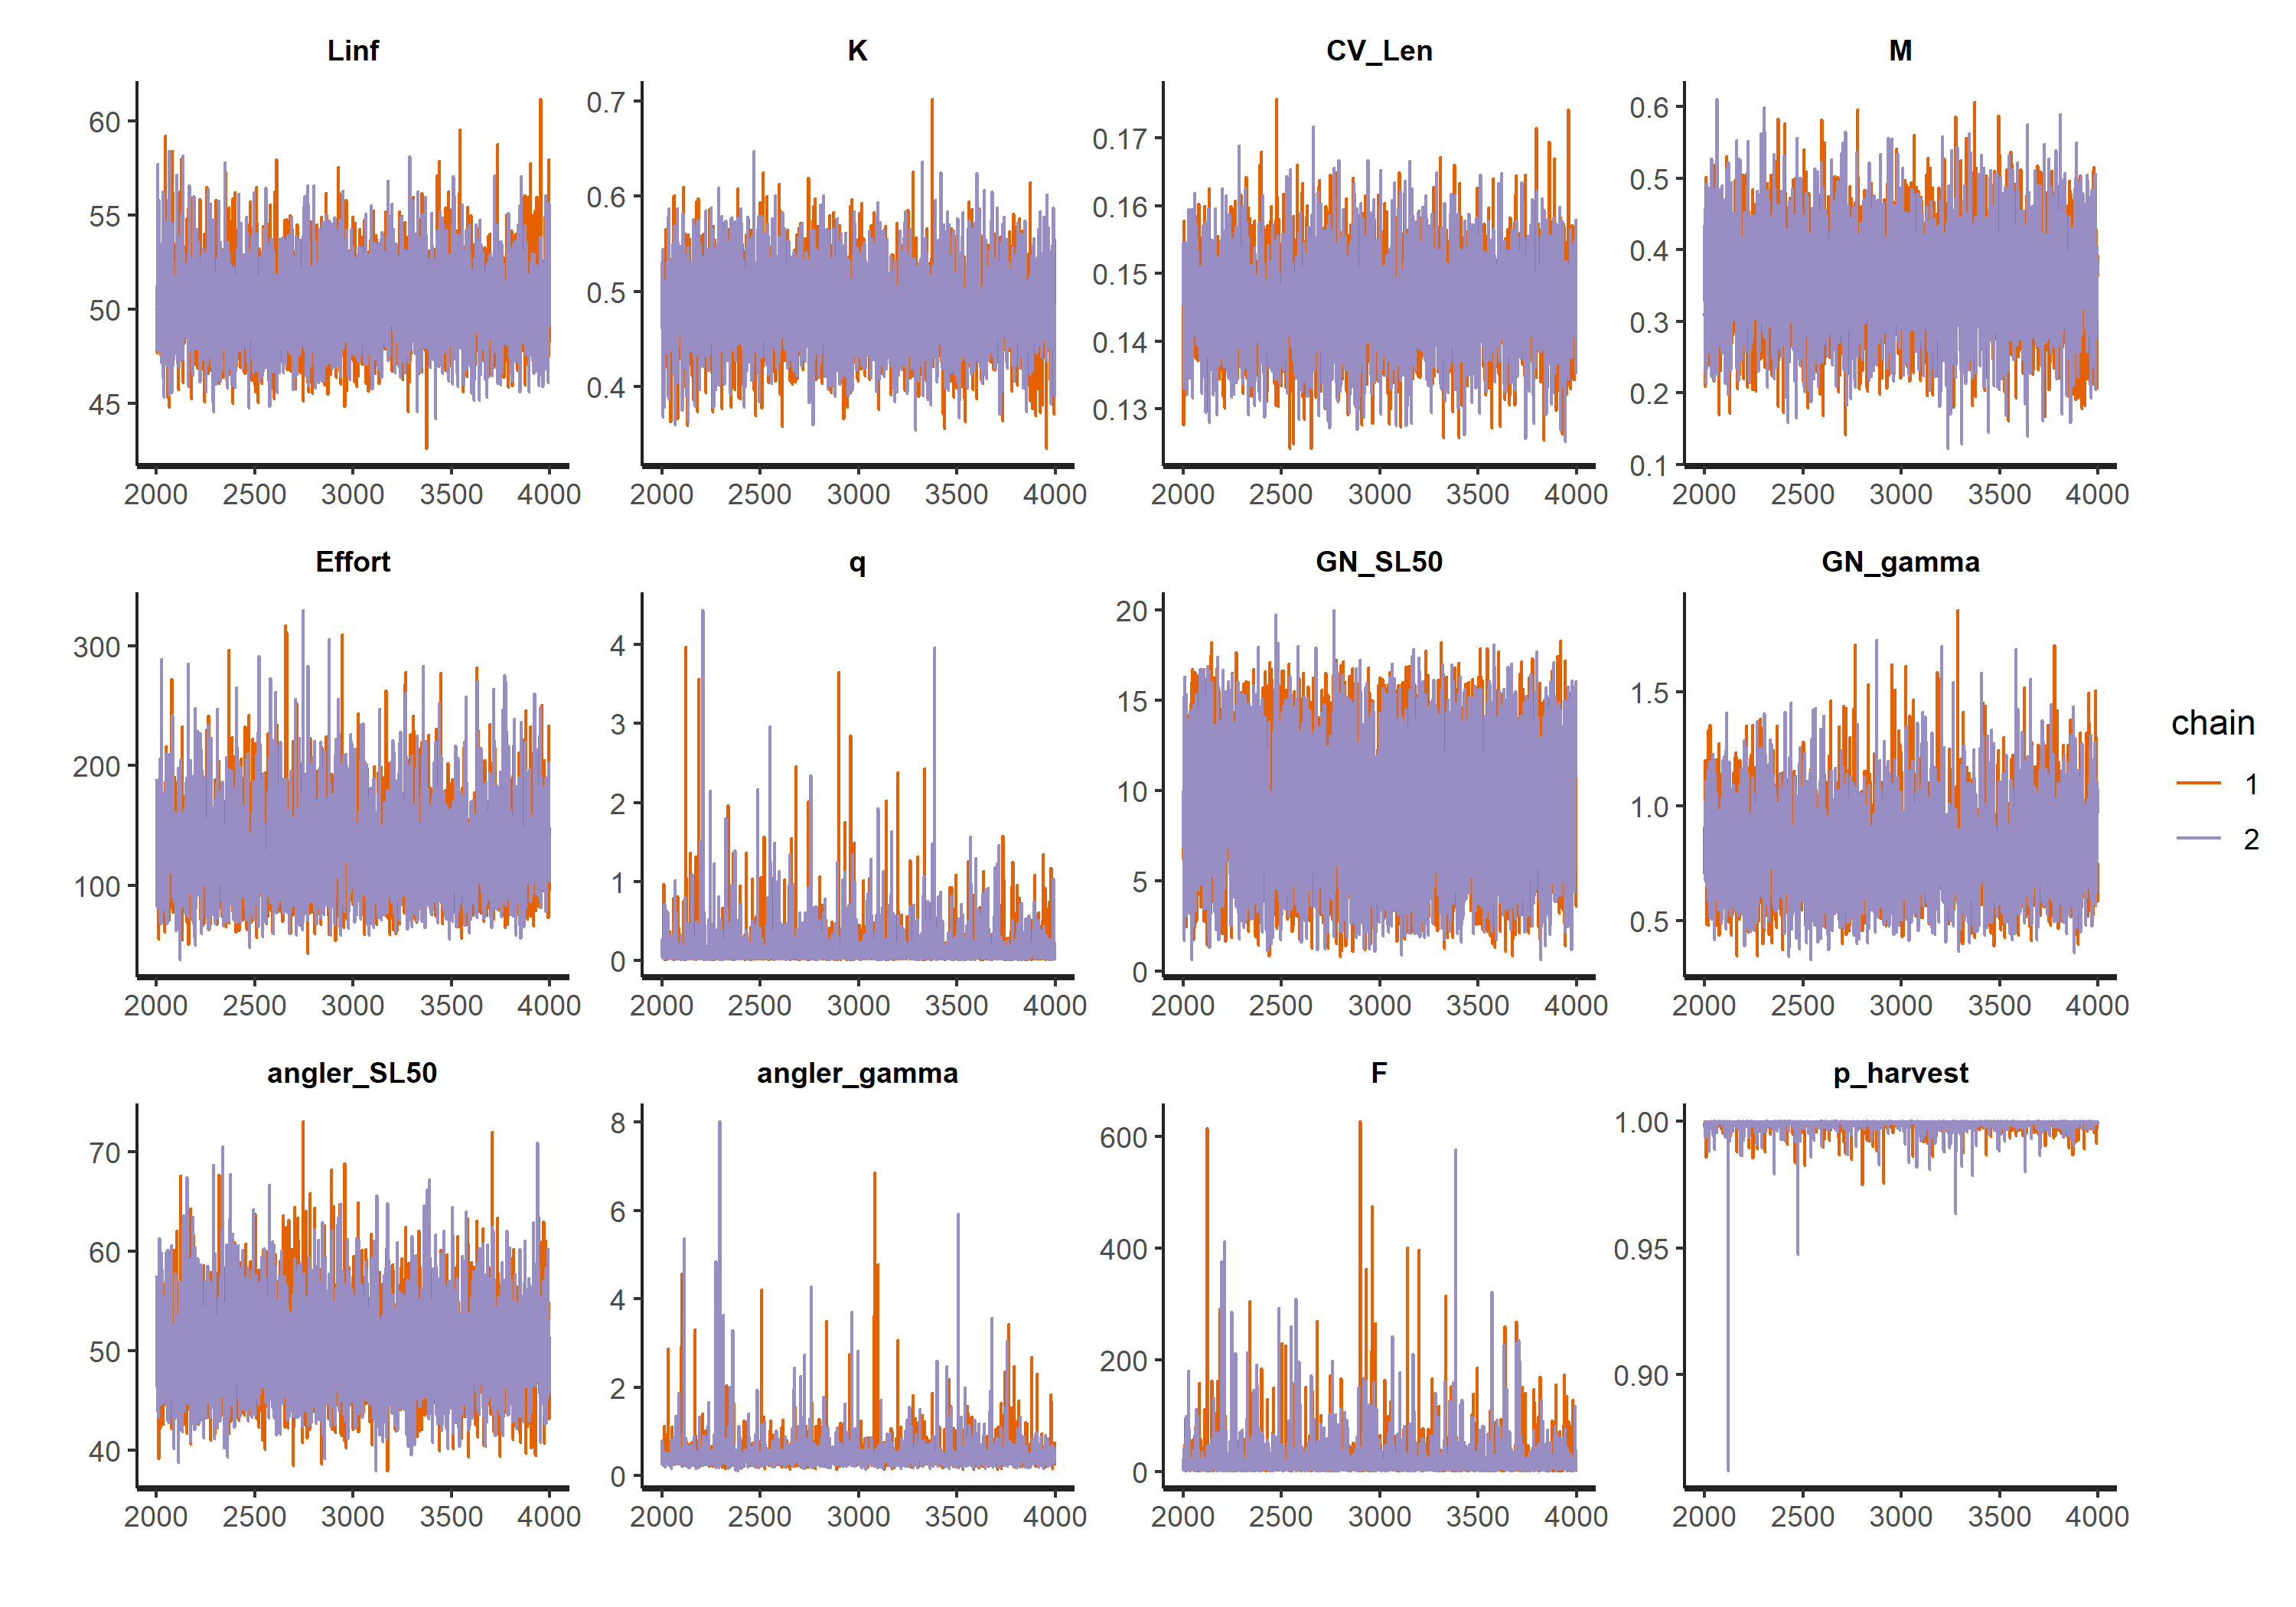 Linf K CV_Len M
60 0.7 0.17 0.6
55 0.6 0.16 0.5
50 0.5 0.15 0.4
45 0.4 0.14 0.3
0.13 0.2
0.1
2000 2500 3000 3500 4000 2000 2500 3000 3500 4000 2000 2500 3000 3500 4000 2000 2500 3000 3500 4000
Effort q GN_SL50 GN_gamma
300 4 20 1.5
200 3 15 1.0
100 2 10 0.5
1 5
0 0
2000 2500 3000 3500 4000 2000 2500 3000 3500 4000 2000 2500 3000 3500 4000 2000 2500 3000 3500 4000
chain
1
2
angler_SL50 angler_gamma F p_harvest
70 8 600 1.00
60 6 400 0.95
50 4 200 0.90
40 2 0
0
2000 2500 3000 3500 4000 2000 2500 3000 3500 4000 2000 2500 3000 3500 4000 2000 2500 3000 3500 4000